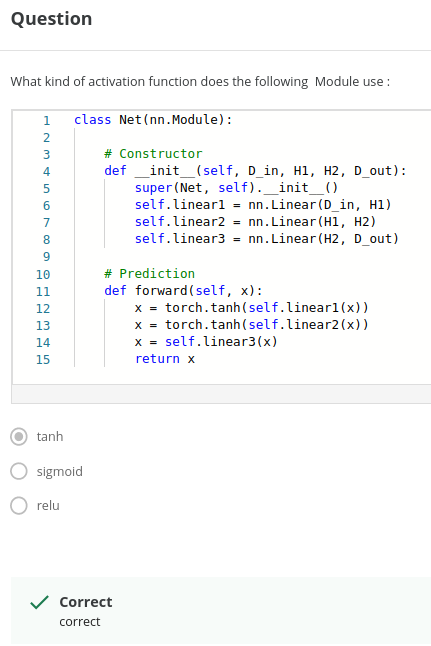 Question
What kind of activation function does the following  Module use :
1 class Net(nn.Module):
2
3     # Constructor
4     def __init__(self, D_in, H1, H2, D_out):
5         super(Net, self).__init__()
6         self.linear1 = nn.Linear(D_in, H1)
7         self.linear2 = nn.Linear(H1, H2)
8         self.linear3 = nn.Linear(H2, D_out)
9
10     # Prediction
11     def forward(self, x):
12         x = torch.tanh(self.linear1(x))
13         x = torch.tanh(self.linear2(x))
14         x = self.linear3(x)
15         return x
tanh
sigmoid
relu
Correct
correct